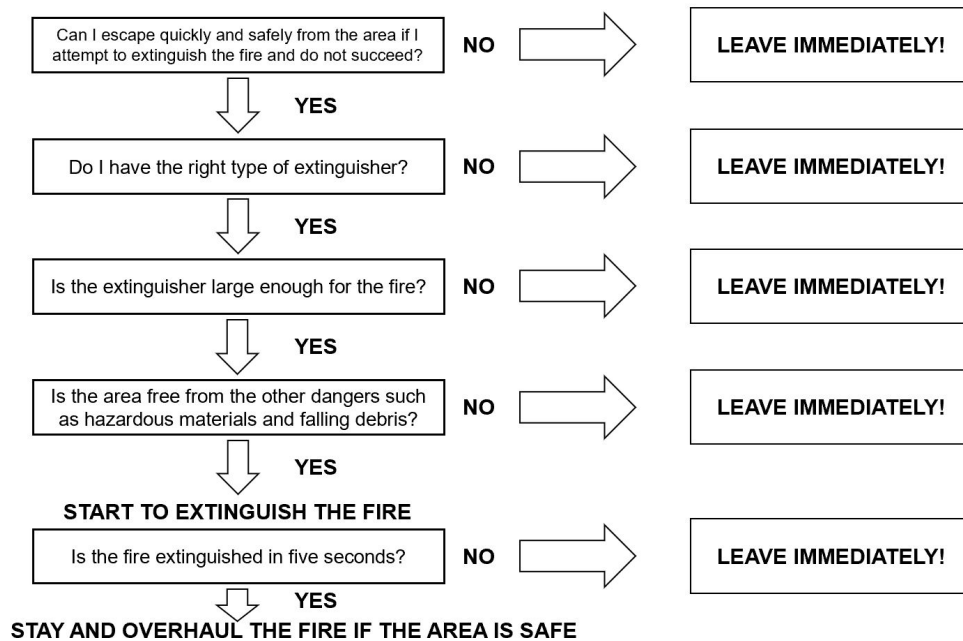 Can I escape quickly and safely from the area if I
attempt to extinguish the fire and do not succeed?
NO
LEAVE IMMEDIATELY!
YES
Do I have the right type of extinguisher?
NO
LEAVE IMMEDIATELY!
YES
Is the extinguisher large enough for the fire?
NO
LEAVE IMMEDIATELY!
YES
Is the area free from the other dangers such
as hazardous materials and falling debris?
NO
LEAVE IMMEDIATELY!
YES
START TO EXTINGUISH THE FIRE
Is the fire extinguished in five seconds?
NO
LEAVE IMMEDIATELY!
YES
STAY AND OVERHAUL THE FIRE IF THE AREA IS SAFE